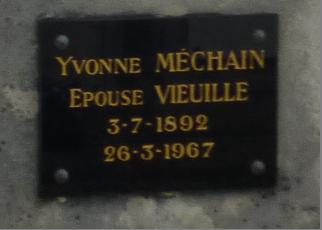 YVONNE MÉCHAIN
EPOUSE VIEUILLE
3-7-1892
26-3-1967